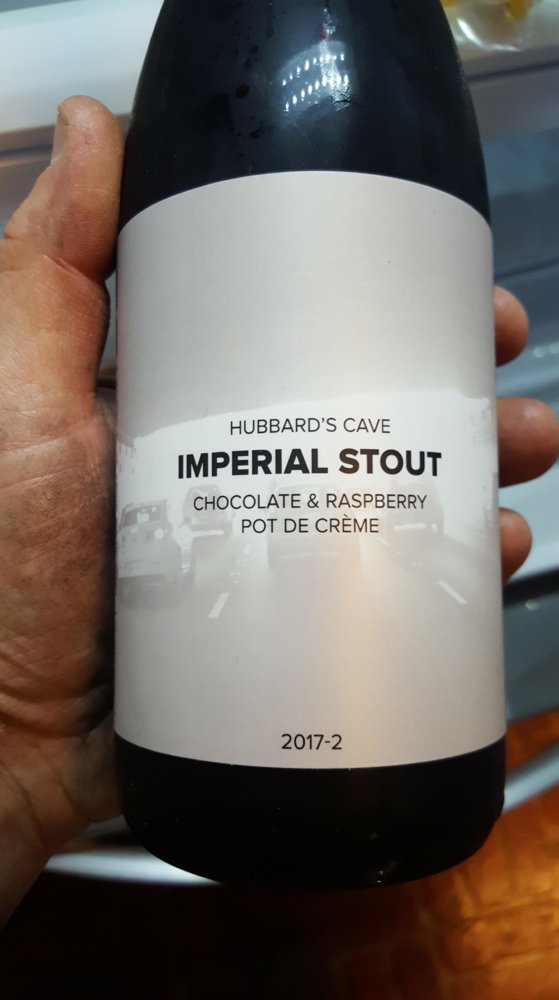 HUBBARD'S CAVE
IMPERIAL STOUT
CHOCOLATE & RASPBERRY
POT DE CRÈME
2017-2